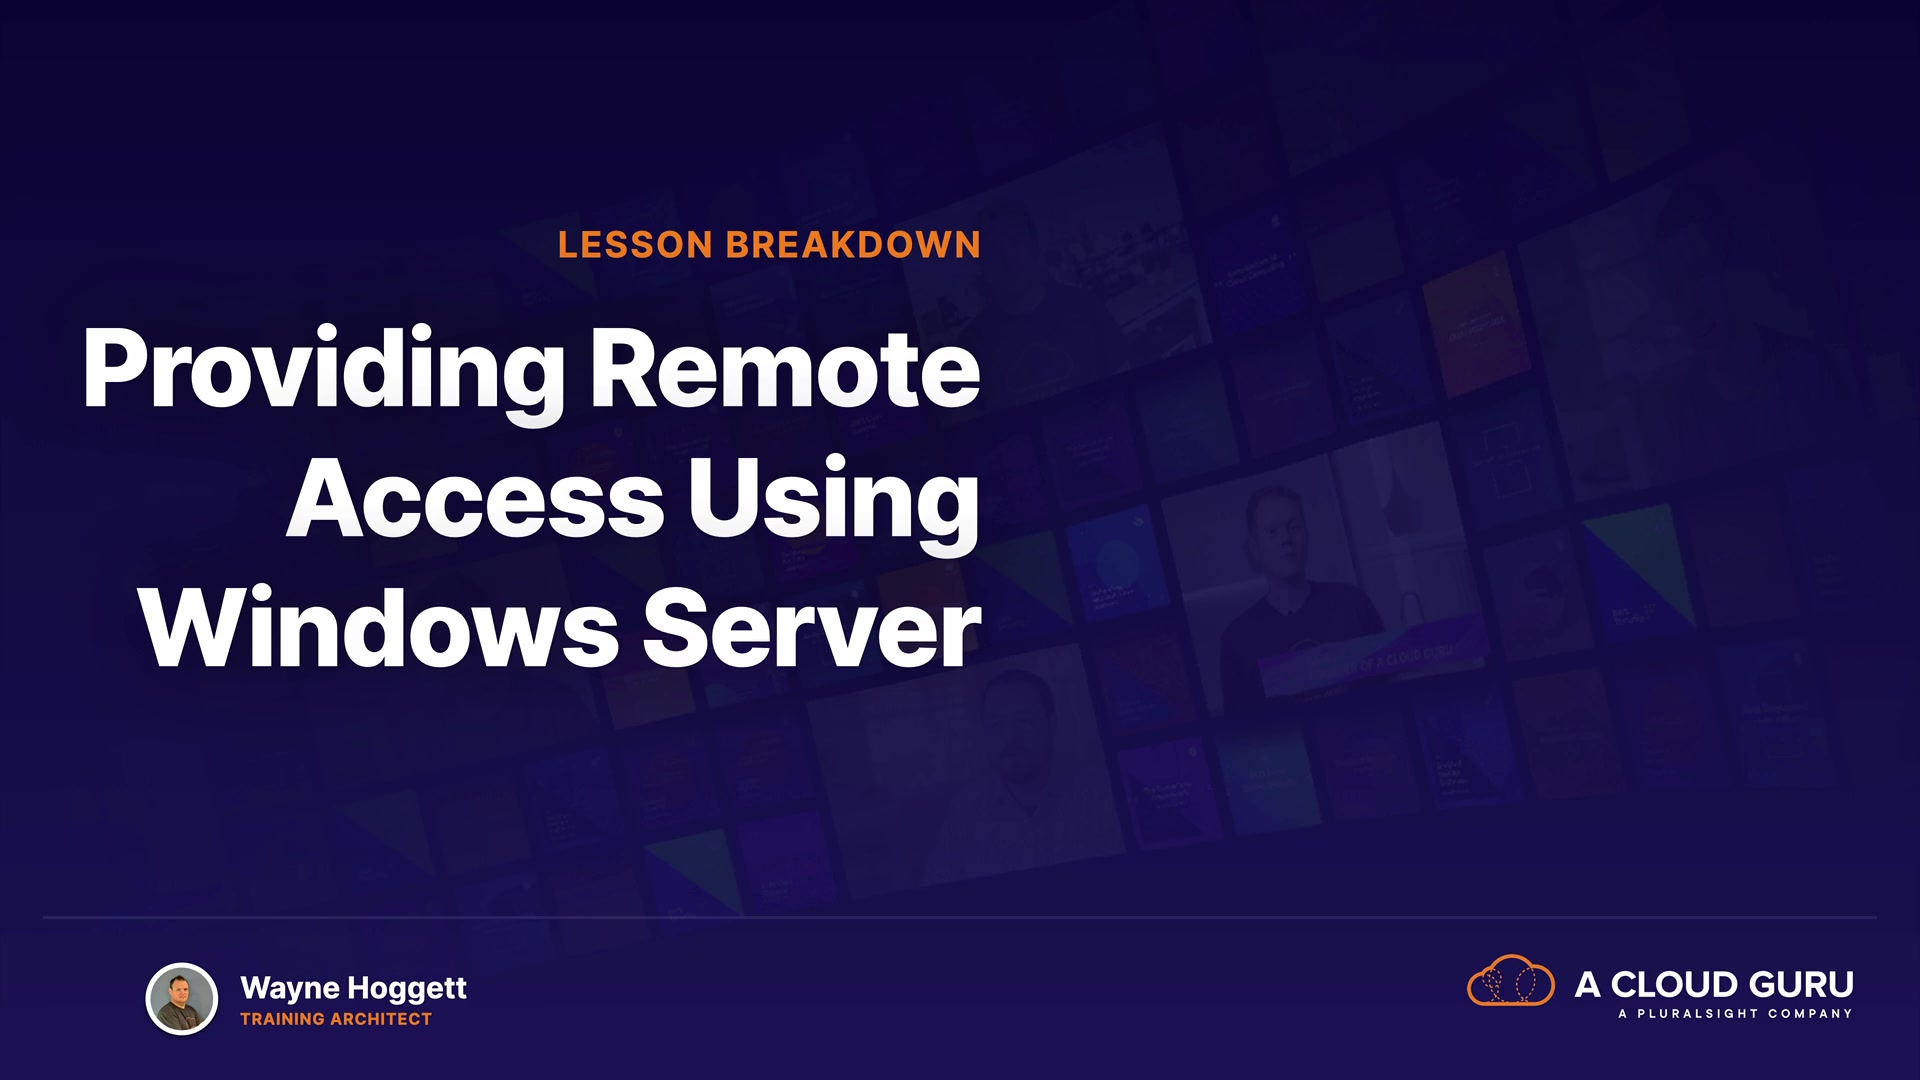 LESSON BREAKDOWN
Providing Remote
Access Using
Windows Server
Wayne Hoggett
TRAINING ARCHITECT
A CLOUD GURU
A PLURALSIGHT COMPANY